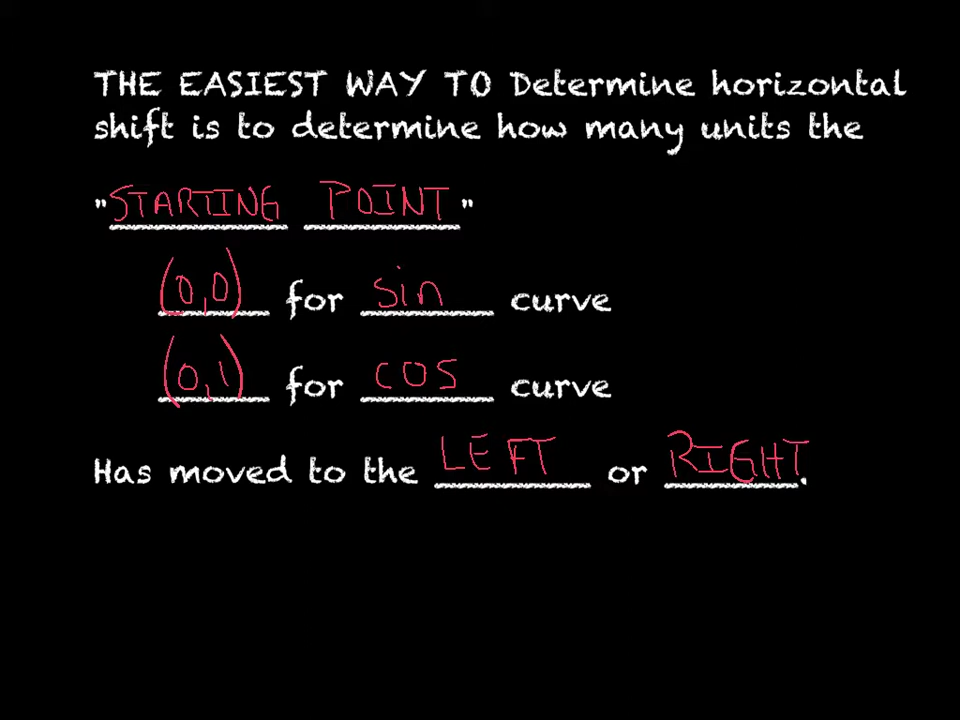 THE EASIEST WAY TO Determine horizontal
shift is to determine how many units the
"STARTING POINT"
(0,0) for sin curve
(0,1) for cos curve
Has moved to the LEFT or RIGHT.